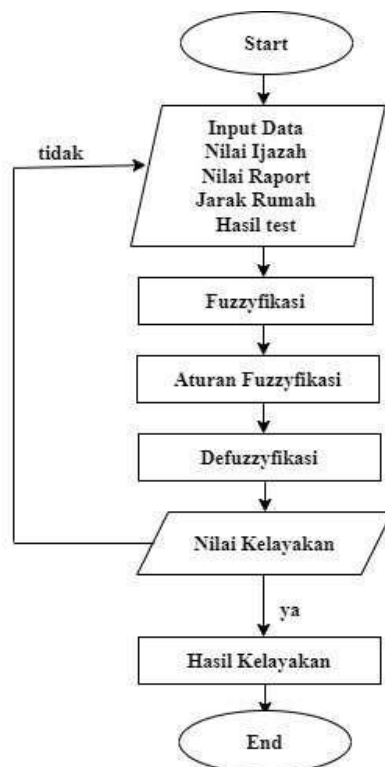 Start
Input Data
Nilai Ijazah
Nilai Raport
Jarak Rumah
Hasil test
tidak
Fuzzyfikasi
Aturan Fuzzyfikasi
Defuzzyfikasi
Nilai Kelayakan
ya
Hasil Kelayakan
End